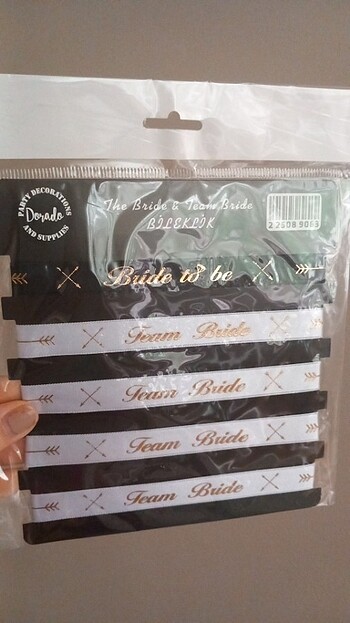 PARTY DECORATIONS
Dorado
AND SUPPLIES
The Bride & Team Bride
BİLEKLİK
Bride to be
Team Bride
Team Bride
Team Bride
Team Bride